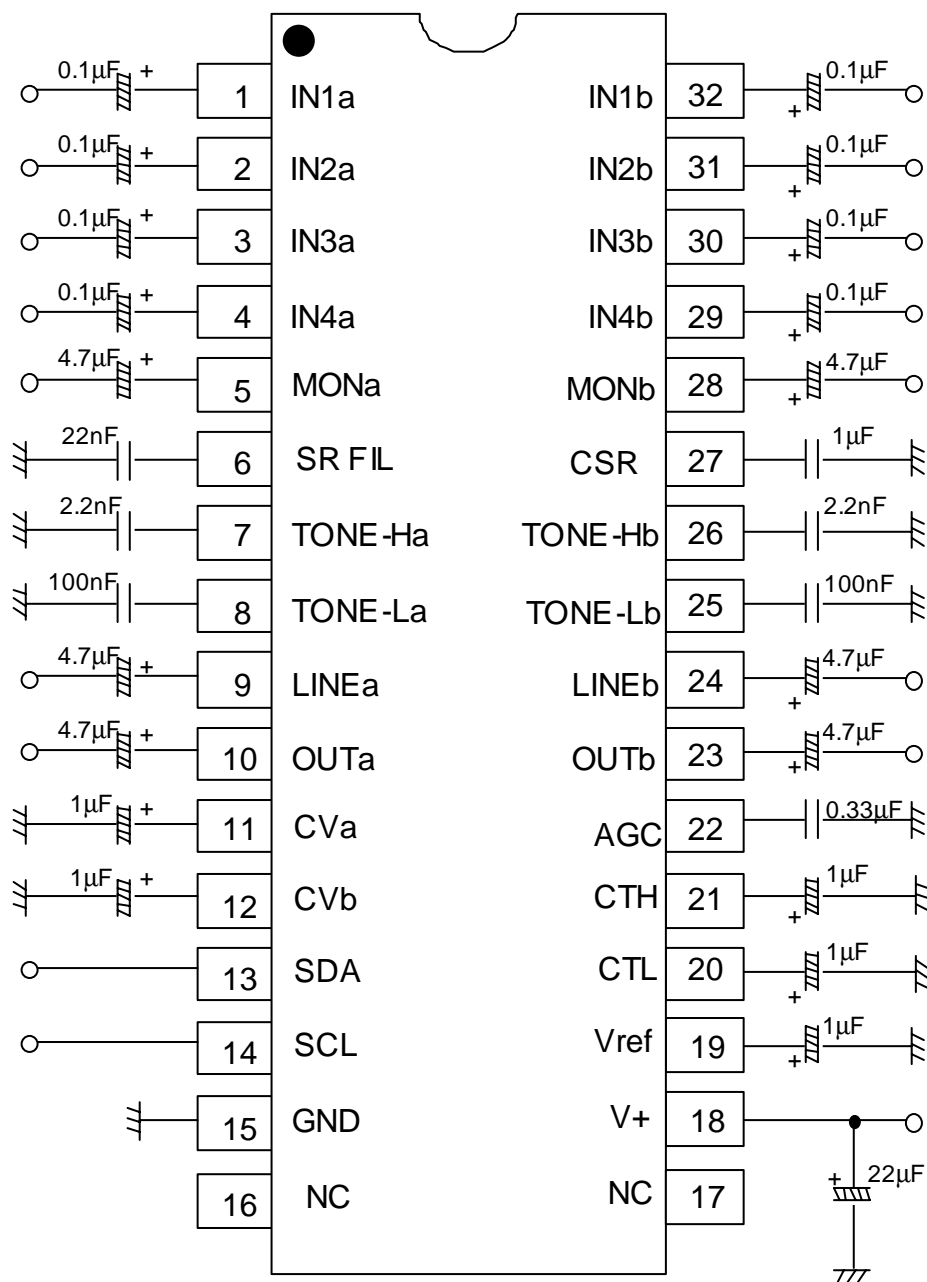 0.1μF + 1 IN1a IN1b 32 + 0.1μF
0.1μF + 2 IN2a IN2b 31 + 0.1μF
0.1μF + 3 IN3a IN3b 30 + 0.1μF
0.1μF + 4 IN4a IN4b 29 + 0.1μF
4.7μF + 5 MONa MONb 28 + 4.7μF
22nF 6 SR FIL CSR 27 1μF
2.2nF 7 TONE-Ha TONE-Hb 26 2.2nF
100nF 8 TONE-La TONE-Lb 25 100nF
4.7μF + 9 LINEa LINEb 24 + 4.7μF
4.7μF + 10 OUTa OUTb 23 + 4.7μF
1μF + 11 CVa AGC 22 0.33μF
1μF + 12 CVb CTH 21 + 1μF
13 SDA CTL 20 + 1μF
14 SCL Vref 19 + 1μF
15 GND V+ 18
16 NC NC 17 + 22μF